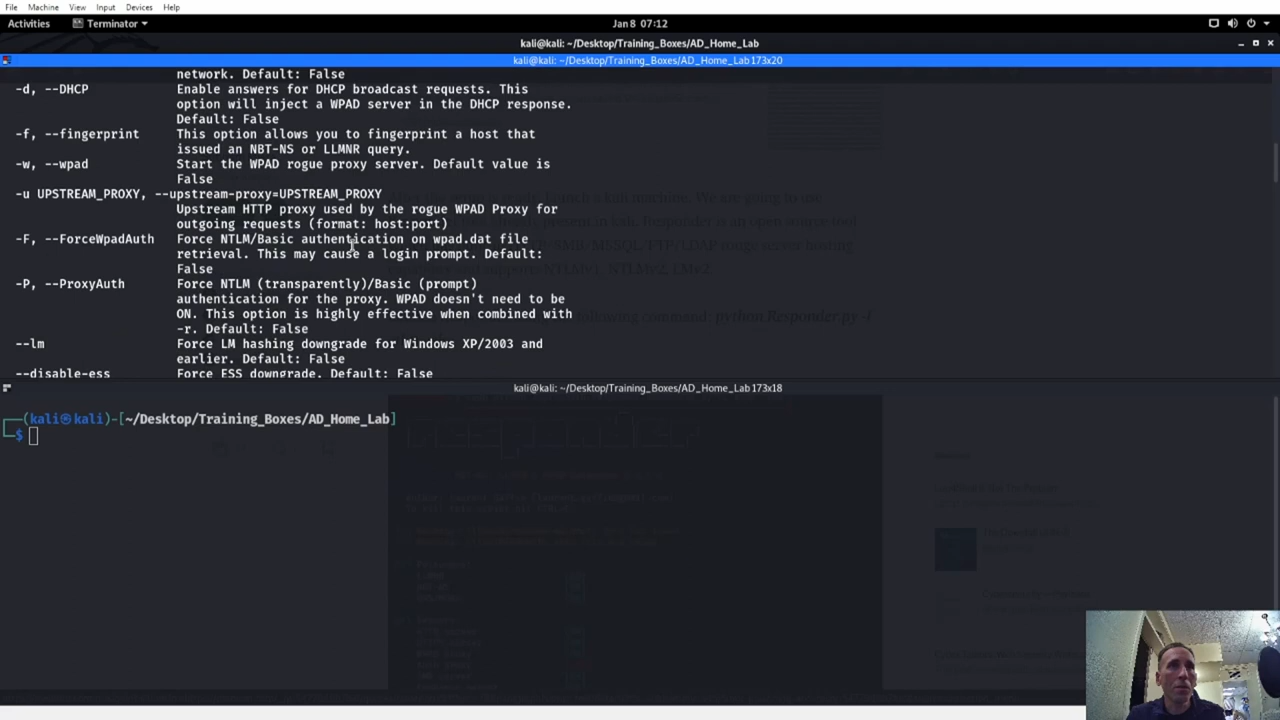 File Machine View Input Devices Help
Activities Terminator Jan 8 07:12
kali@kali: ~/Desktop/Training_Boxes/AD_Home_Lab
kali@kali: ~/Desktop/Training_Boxes/AD_Home_Lab 173x20
network. Default: False
-d, --DHCP Enable answers for DHCP broadcast requests. This
option will inject a WPAD server in the DHCP response.
Default: False
-f, --fingerprint This option allows you to fingerprint a host that
issued an NBT-NS or LLMNR query.
-w, --wpad Start the WPAD rogue proxy server. Default value is
False
-u UPSTREAM_PROXY, --upstream-proxy=UPSTREAM_PROXY
Upstream HTTP proxy used by the rogue WPAD Proxy for
outgoing requests (format: host:port)
-F, --ForceWpadAuth Force NTLM/Basic authentication on wpad.dat file
retrieval. This may cause a login prompt. Default:
False
-P, --ProxyAuth Force NTLM (transparently)/Basic (prompt)
authentication for the proxy. WPAD doesn't need to be
ON. This option is highly effective when combined with
-r. Default: False
--lm Force LM hashing downgrade for Windows XP/2003 and
earlier. Default: False
--disable-ess Force ESS downgrade. Default: False
kali@kali: ~/Desktop/Training_Boxes/AD_Home_Lab 173x18
(kali㉿kali)-[~/Desktop/Training_Boxes/AD_Home_Lab]
$